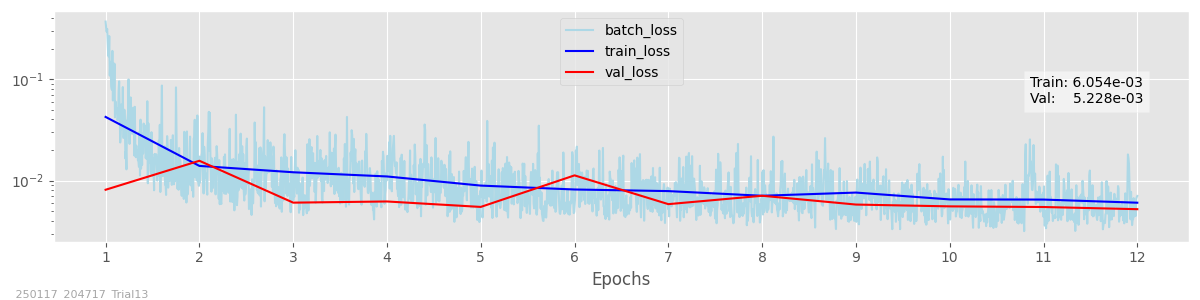 batch_loss
train_loss
val_loss
Train: 6.054e-03
Val: 5.228e-03
10⁻¹
10⁻²
1 2 3 4 5 6 7 8 9 10 11 12
Epochs
250117_204717_Trial13